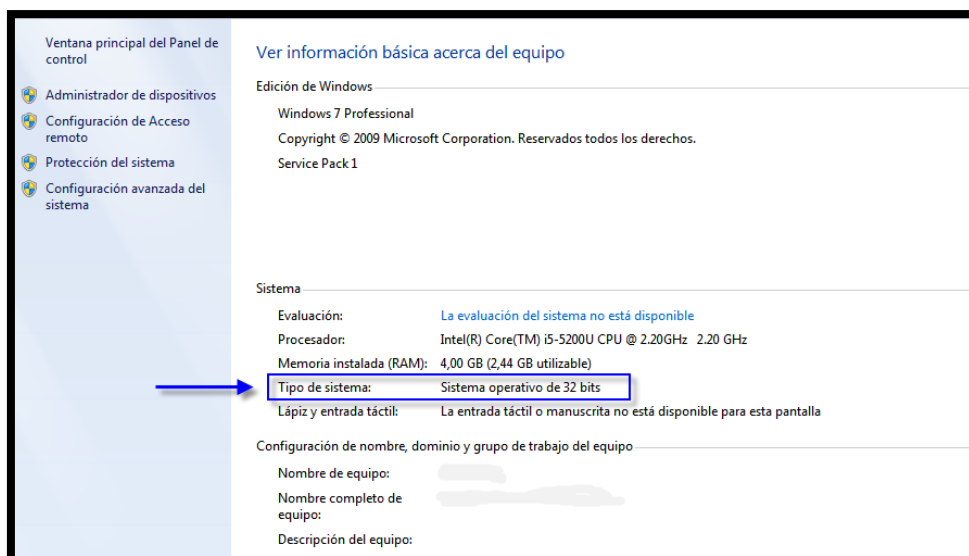 Ventana principal del Panel de
control
Administrador de dispositivos
Configuración de Acceso
remoto
Protección del sistema
Configuración avanzada del
sistema
Ver información básica acerca del equipo
Edición de Windows
Windows 7 Professional
Copyright © 2009 Microsoft Corporation. Reservados todos los derechos.
Service Pack 1
Sistema
Evaluación: La evaluación del sistema no está disponible
Procesador: Intel(R) Core(TM) i5-5200U CPU @ 2.20GHz 2.20 GHz
Memoria instalada (RAM): 4,00 GB (2,44 GB utilizable)
Tipo de sistema: Sistema operativo de 32 bits
Lápiz y entrada táctil: La entrada táctil o manuscrita no está disponible para esta pantalla
Configuración de nombre, dominio y grupo de trabajo del equipo
Nombre de equipo:
Nombre completo de
equipo:
Descripción del equipo: